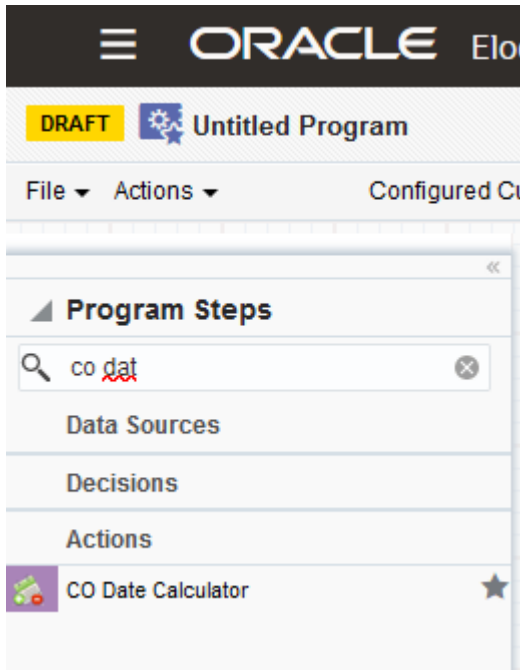 ORACLE Eloc
DRAFT Untitled Program
File Actions Configured Cu
Program Steps
co dat
Data Sources
Decisions
Actions
CO Date Calculator